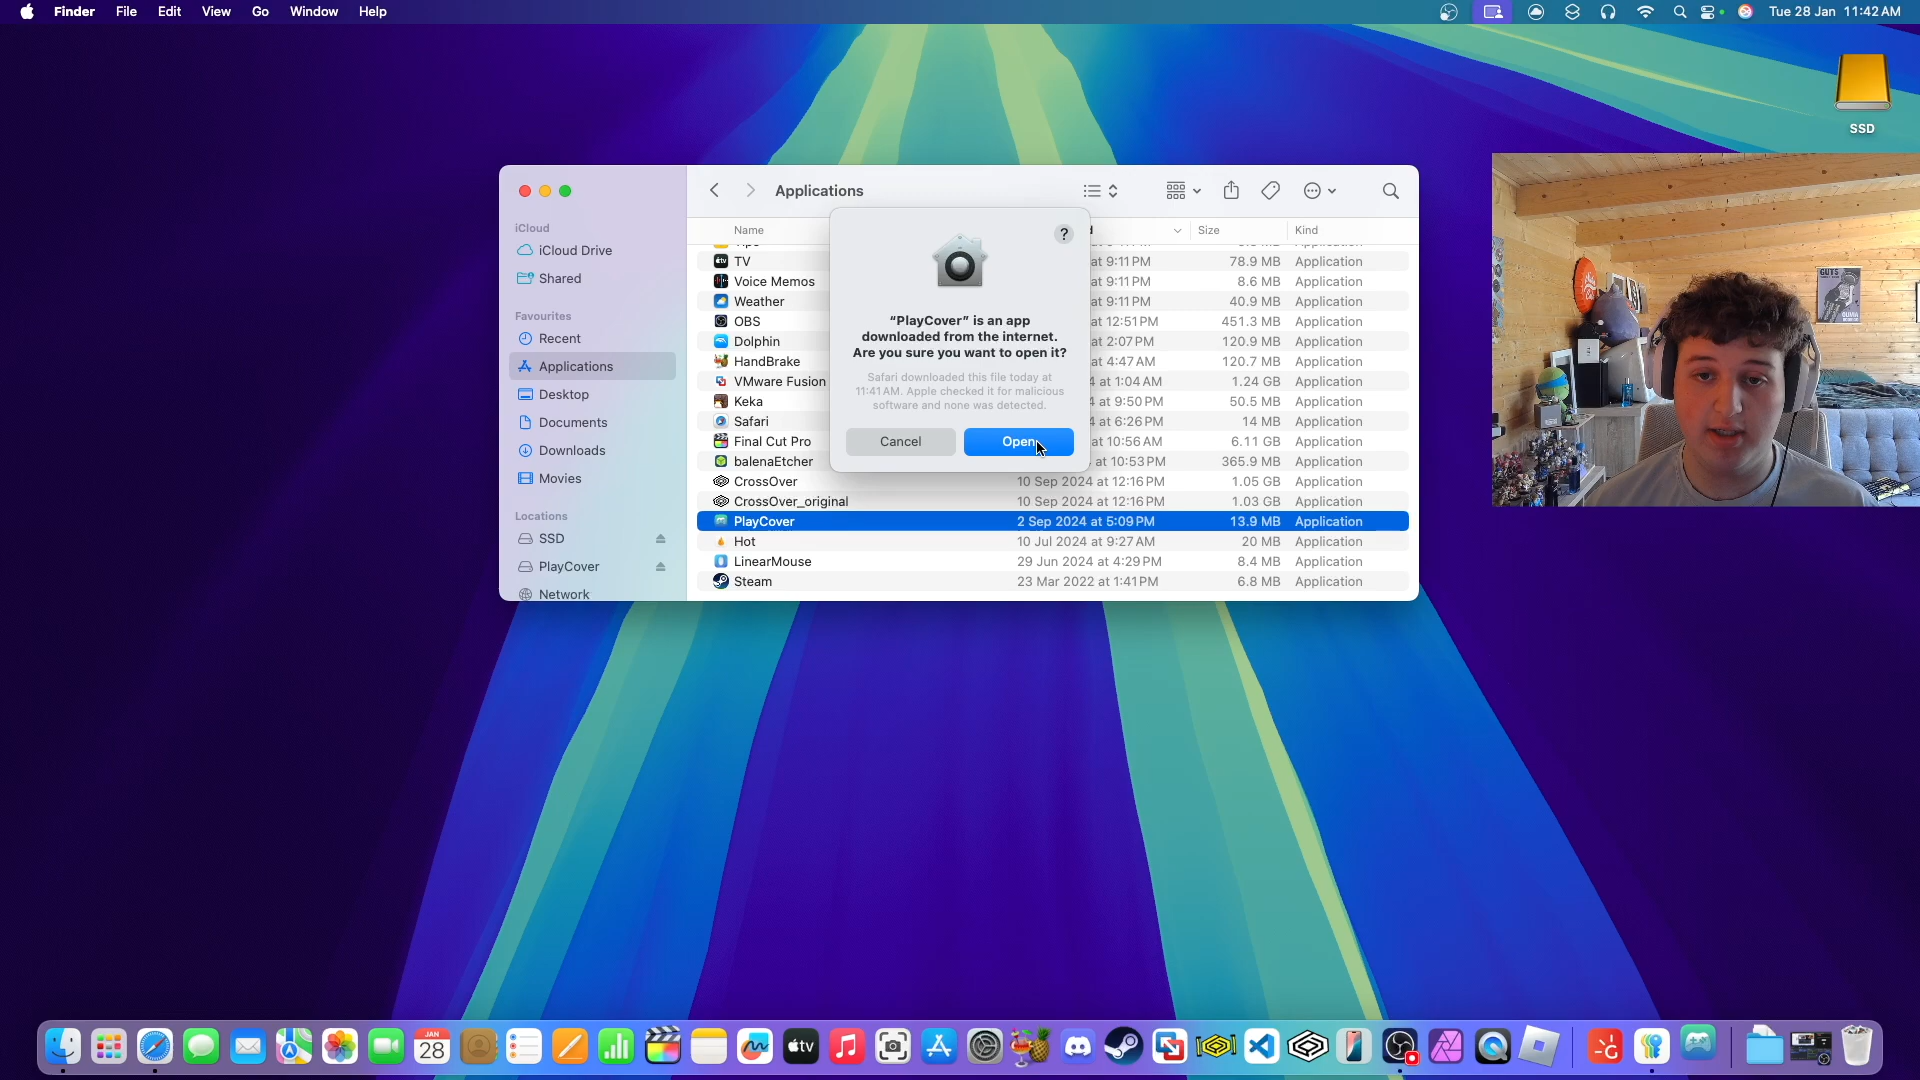 Finder File Edit View Go Window Help
Tue 28 Jan 11:42 AM
SSD
Applications
iCloud
iCloud Drive
Shared
Favourites
Recent
Applications
Desktop
Documents
Downloads
Movies
Locations
SSD
PlayCover
Network
Name Size Kind
TV at 9:11 PM 78.9 MB Application
Voice Memos at 9:11 PM 8.6 MB Application
Weather at 9:11 PM 40.9 MB Application
OBS at 12:51 PM 451.3 MB Application
Dolphin at 2:07 PM 120.9 MB Application
HandBrake at 4:47 AM 120.7 MB Application
VMware Fusion 4 at 1:04 AM 1.24 GB Application
Keka 4 at 9:50 PM 50.5 MB Application
Safari 4 at 6:26 PM 14 MB Application
Final Cut Pro at 10:56 AM 6.11 GB Application
balenaEtcher at 10:53 PM 365.9 MB Application
CrossOver 10 Sep 2024 at 12:16 PM 1.05 GB Application
CrossOver_original 10 Sep 2024 at 12:16 PM 1.03 GB Application
PlayCover 2 Sep 2024 at 5:09 PM 13.9 MB Application
Hot 10 Jul 2024 at 9:27 AM 20 MB Application
LinearMouse 29 Jun 2024 at 4:29 PM 8.4 MB Application
Steam 23 Mar 2022 at 1:41 PM 6.8 MB Application
?
“PlayCover” is an app
downloaded from the internet.
Are you sure you want to open it?
Safari downloaded this file today at
11:41 AM. Apple checked it for malicious
software and none was detected.
Cancel Open
GUTS
JAN
28
tv